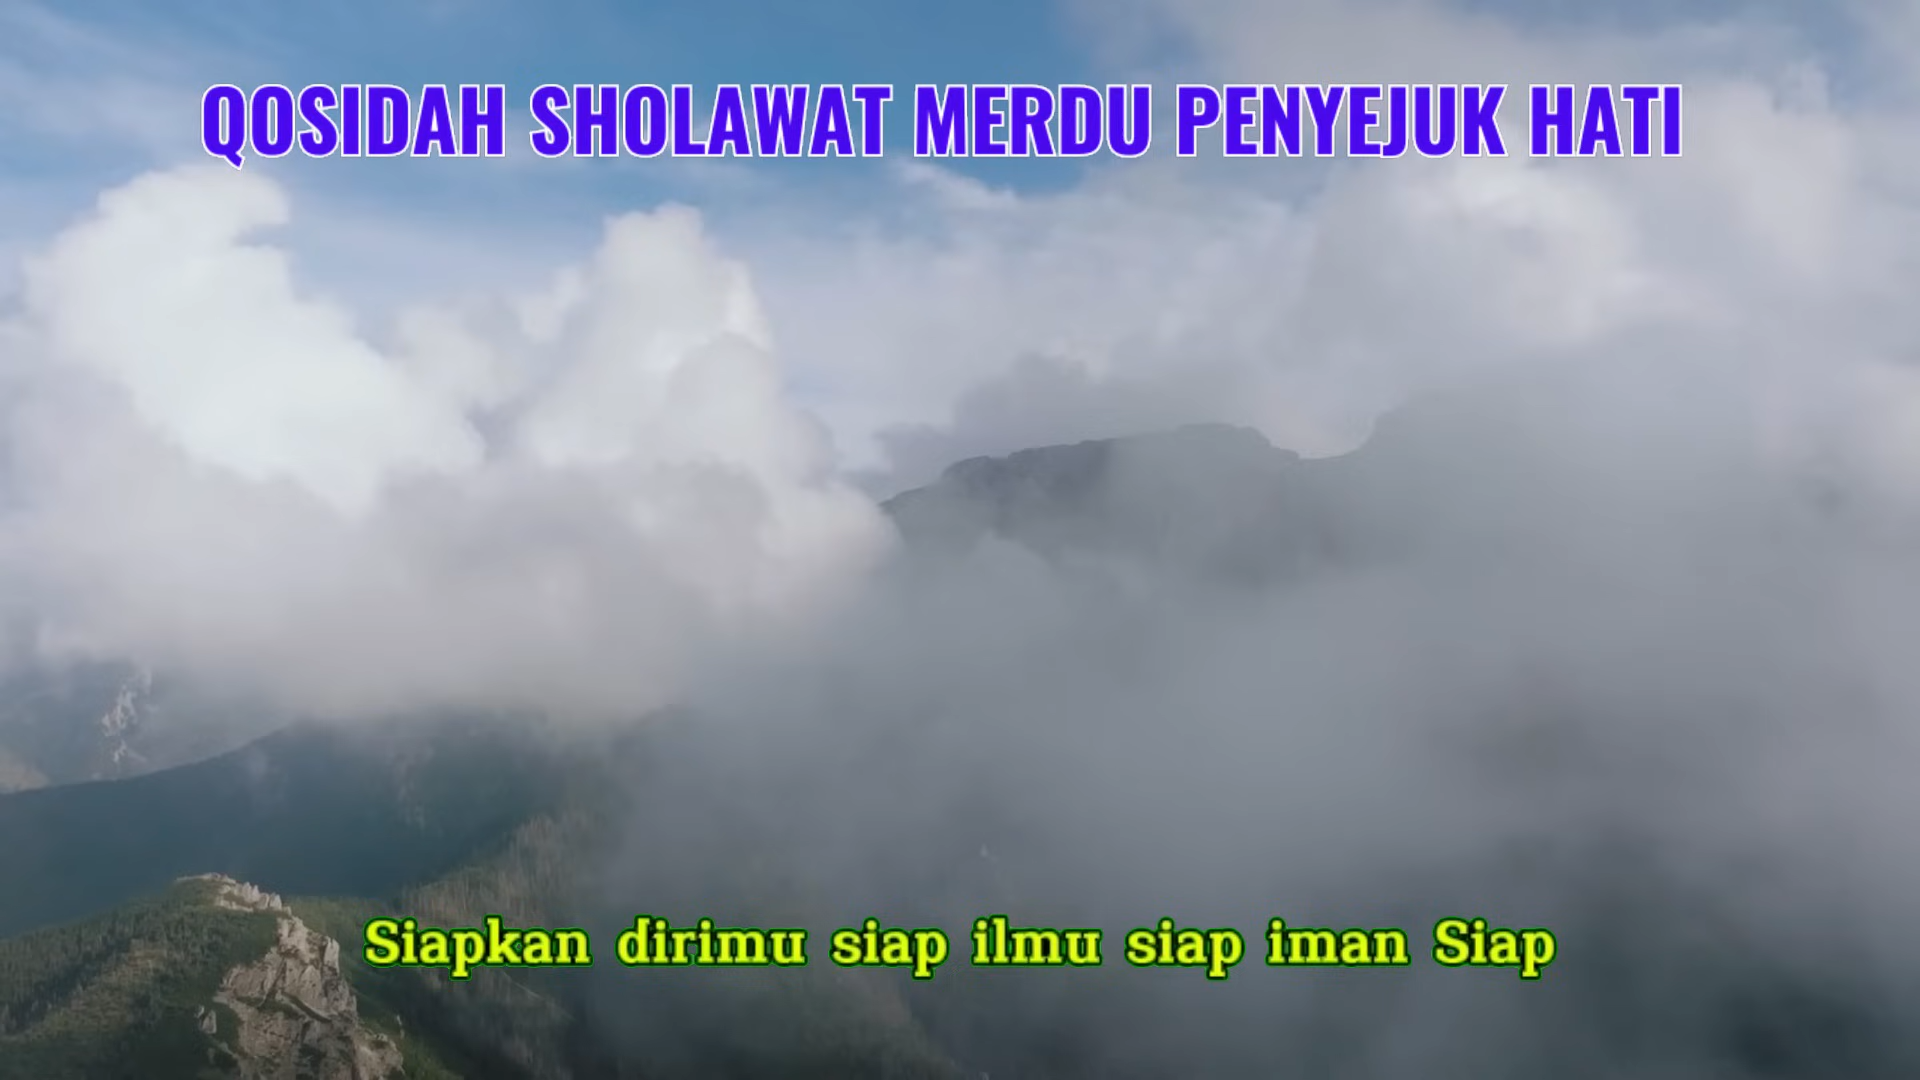 QOSIDAH SHOLAWAT MERDU PENYEJUK HATI
Siapkan dirimu siap ilmu siap iman Siap